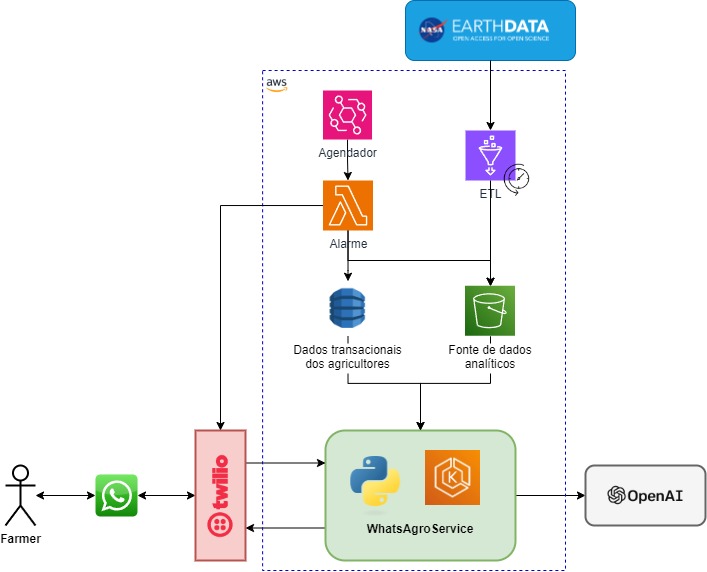 NASA
EARTHDATA
OPEN ACCESS FOR OPEN SCIENCE
aws
Agendador
ETL
Alarme
Dados transacionais
dos agricultores
Fonte de dados
analíticos
twilio
K
WhatsAgroService
OpenAI
Farmer